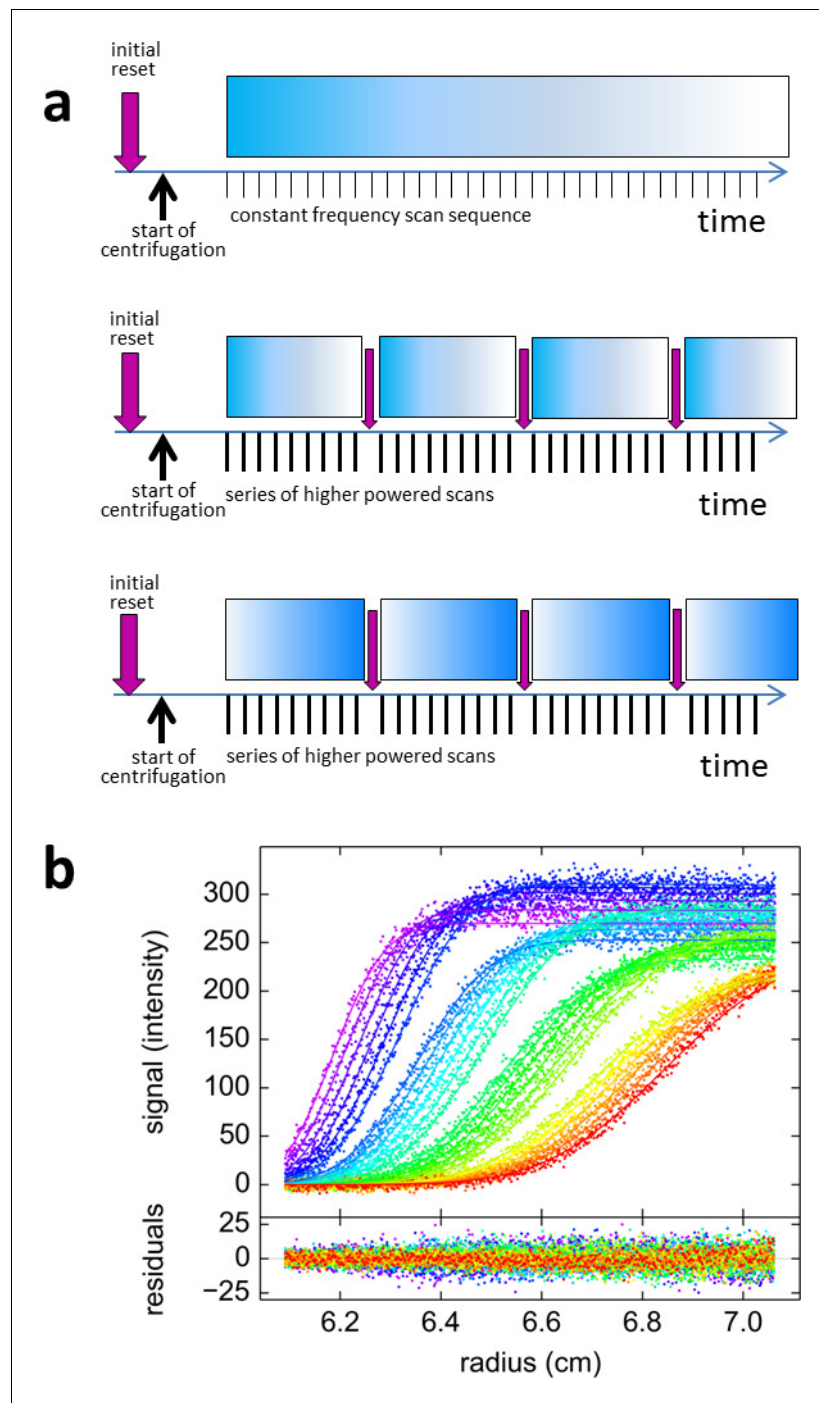 a
initial
reset
start of
centrifugation
constant frequency scan sequence
time
initial
reset
start of
centrifugation
series of higher powered scans
time
initial
reset
start of
centrifugation
series of higher powered scans
time
b
signal (intensity)
300
250
200
150
100
50
0
residuals
25
0
−25
6.2 6.4 6.6 6.8 7.0
radius (cm)